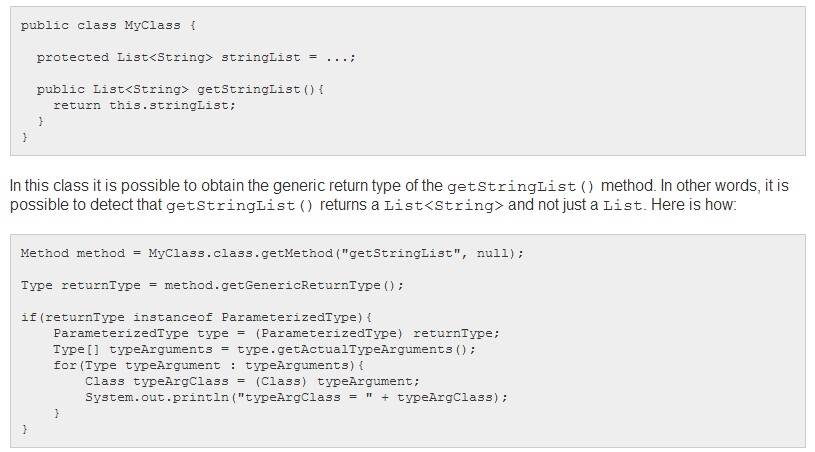 public class MyClass {
protected List<String> stringList = ...;
public List<String> getStringList(){
return this.stringList;
}
}
In this class it is possible to obtain the generic return type of the getStringList() method. In other words, it is
possible to detect that getStringList() returns a List<String> and not just a List. Here is how:
Method method = MyClass.class.getMethod("getStringList", null);
Type returnType = method.getGenericReturnType();
if(returnType instanceof ParameterizedType){
ParameterizedType type = (ParameterizedType) returnType;
Type[] typeArguments = type.getActualTypeArguments();
for(Type typeArgument : typeArguments){
Class typeArgClass = (Class) typeArgument;
System.out.println("typeArgClass = " + typeArgClass);
}
}